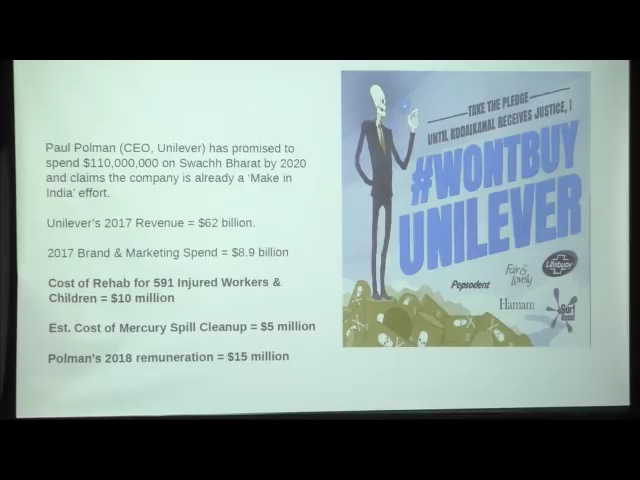 Paul Polman (CEO, Unilever) has promised to
spend $110,000,000 on Swachh Bharat by 2020
and claims the company is already a ‘Make in
India’ effort.
Unilever’s 2017 Revenue = $62 billion.
2017 Brand & Marketing Spend = $8.9 billion
Cost of Rehab for 591 Injured Workers &
Children = $10 million
Est. Cost of Mercury Spill Cleanup = $5 million
Polman’s 2018 remuneration = $15 million
TAKE THE PLEDGE
UNTIL KODAIKANAL RECEIVES JUSTICE, I
#WONTBUY
UNILEVER
Fair &
Lovely
Lifebuoy
Pepsodent
Hamam
Surf
excel